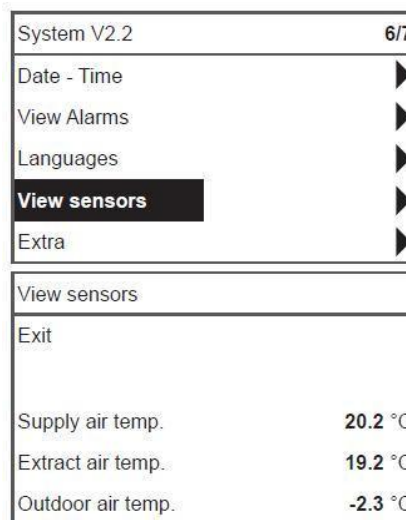 System V2.2 6/7
Date - Time
View Alarms
Languages
View sensors
Extra
View sensors
Exit
Supply air temp. 20.2 °C
Extract air temp. 19.2 °C
Outdoor air temp. -2.3 °C